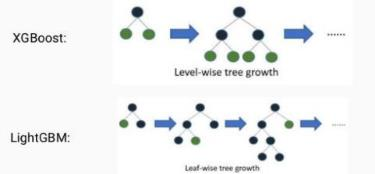 XGBoost:
......
Level-wise tree growth
LightGBM:
......
Leaf-wise tree growth